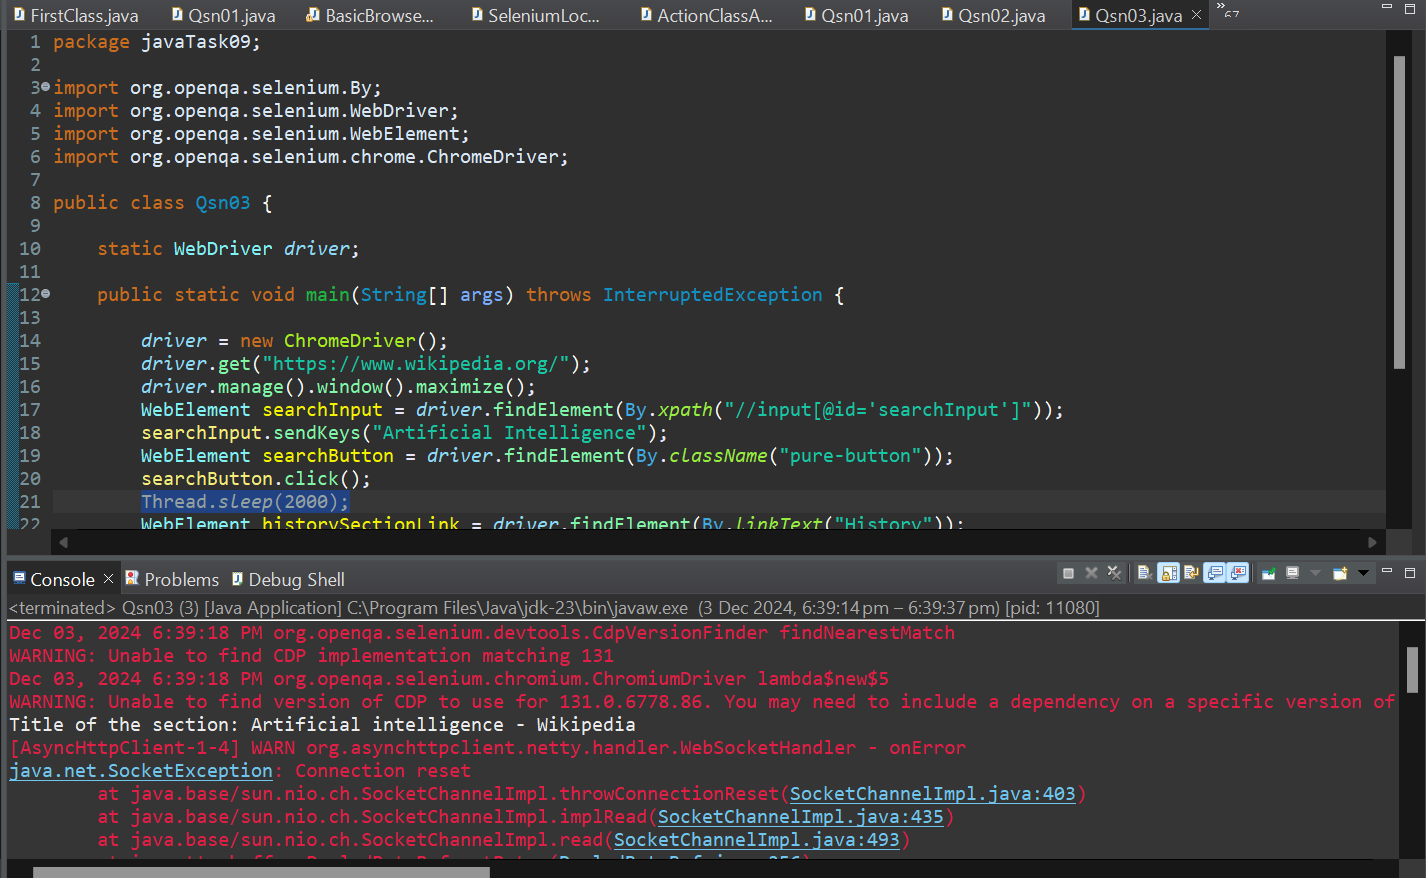 FirstClass.java Qsn01.java BasicBrowse... SeleniumLoc... ActionClassA... Qsn01.java Qsn02.java Qsn03.java
1 package javaTask09;
2
3 import org.openqa.selenium.By;
4 import org.openqa.selenium.WebDriver;
5 import org.openqa.selenium.WebElement;
6 import org.openqa.selenium.chrome.ChromeDriver;
7
8 public class Qsn03 {
9
10 static WebDriver driver;
11
12 public static void main(String[] args) throws InterruptedException {
13
14 driver = new ChromeDriver();
15 driver.get("https://www.wikipedia.org/");
16 driver.manage().window().maximize();
17 WebElement searchInput = driver.findElement(By.xpath("//input[@id='searchInput']"));
18 searchInput.sendKeys("Artificial Intelligence");
19 WebElement searchButton = driver.findElement(By.className("pure-button"));
20 searchButton.click();
21 Thread.sleep(2000);
22 WebElement historySectionLink = driver.findElement(By.linkText("History"));
Console Problems Debug Shell
<terminated> Qsn03 (3) [Java Application] C:\Program Files\Java\jdk-23\bin\javaw.exe (3 Dec 2024, 6:39:14 pm – 6:39:37 pm) [pid: 11080]
Dec 03, 2024 6:39:18 PM org.openqa.selenium.devtools.CdpVersionFinder findNearestMatch
WARNING: Unable to find CDP implementation matching 131
Dec 03, 2024 6:39:18 PM org.openqa.selenium.chromium.ChromiumDriver lambda$new$5
WARNING: Unable to find version of CDP to use for 131.0.6778.86. You may need to include a dependency on a specific version of
Title of the section: Artificial intelligence - Wikipedia
[AsyncHttpClient-1-4] WARN org.asynchttpclient.netty.handler.WebSocketHandler - onError
java.net.SocketException: Connection reset
at java.base/sun.nio.ch.SocketChannelImpl.throwConnectionReset(SocketChannelImpl.java:403)
at java.base/sun.nio.ch.SocketChannelImpl.implRead(SocketChannelImpl.java:435)
at java.base/sun.nio.ch.SocketChannelImpl.read(SocketChannelImpl.java:493)